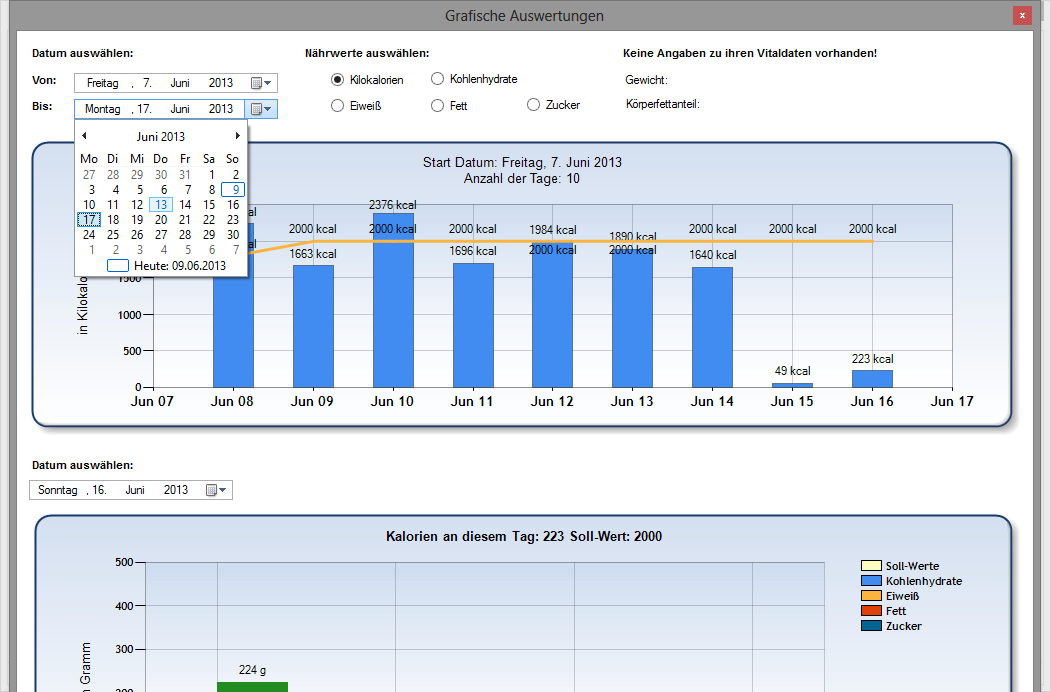 Grafische Auswertungen
x
Datum auswählen:
Nährwerte auswählen:
Keine Angaben zu ihren Vitaldaten vorhanden!
Von: Freitag , 7. Juni 2013
Kilokalorien Kohlenhydrate
Gewicht:
Bis: Montag , 17. Juni 2013
Eiweiß Fett Zucker
Körperfettanteil:
Juni 2013
Mo Di Mi Do Fr Sa So
27 28 29 30 31 1 2
3 4 5 6 7 8 9
10 11 12 13 14 15 16
17 18 19 20 21 22 23
24 25 26 27 28 29 30
1 2 3 4 5 6 7
Heute: 09.06.2013
Start Datum: Freitag, 7. Juni 2013
Anzahl der Tage: 10
2376 kcal
2000 kcal 2000 kcal 2000 kcal 1984 kcal 1890 kcal 2000 kcal 2000 kcal 2000 kcal
1663 kcal 1696 kcal 2000 kcal 2000 kcal 1640 kcal
49 kcal 223 kcal
in Kilokalo
1500
1000
500
0
Jun 07 Jun 08 Jun 09 Jun 10 Jun 11 Jun 12 Jun 13 Jun 14 Jun 15 Jun 16 Jun 17
Datum auswählen:
Sonntag , 16. Juni 2013
Kalorien an diesem Tag: 223 Soll-Wert: 2000
500
400
300
200
n Gramm
224 g
Soll-Werte
Kohlenhydrate
Eiweiß
Fett
Zucker